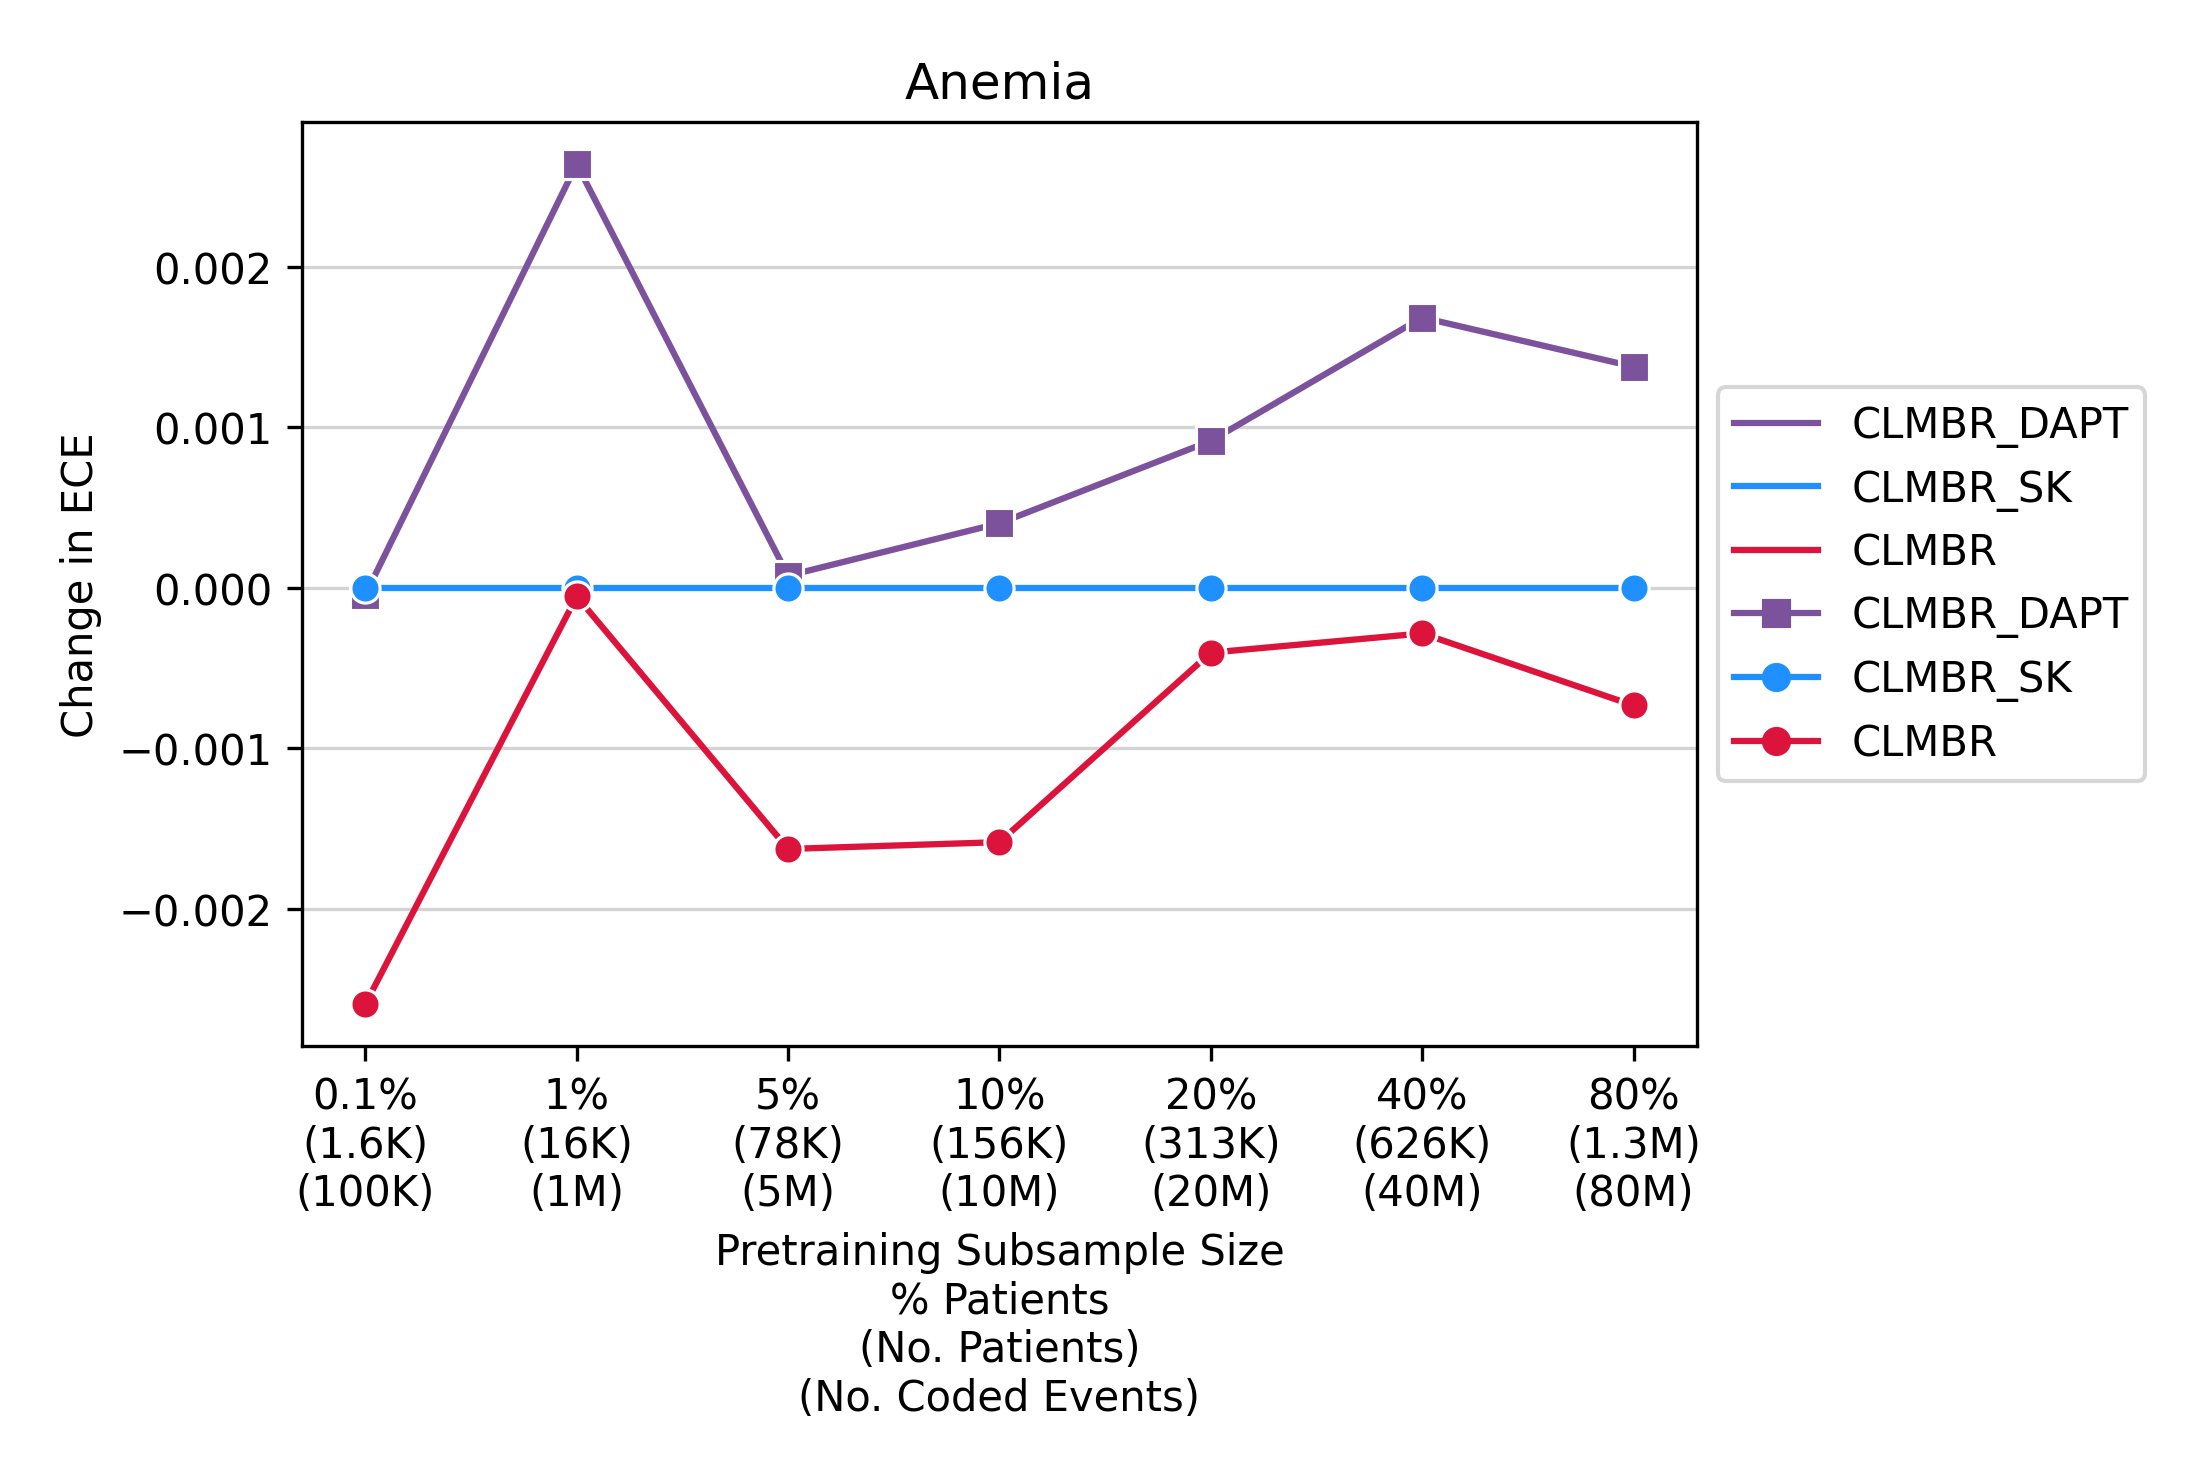 Anemia
Change in ECE
0.002
0.001
0.000
−0.001
−0.002
0.1% 1% 5% 10% 20% 40% 80%
(1.6K) (16K) (78K) (156K) (313K) (626K) (1.3M)
(100K) (1M) (5M) (10M) (20M) (40M) (80M)
Pretraining Subsample Size
% Patients
(No. Patients)
(No. Coded Events)
CLMBR_DAPT
CLMBR_SK
CLMBR
CLMBR_DAPT
CLMBR_SK
CLMBR